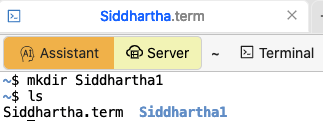 Siddhartha.term
Assistant Server ~ Terminal
~$ mkdir Siddhartha1
~$ ls
Siddhartha.term Siddhartha1